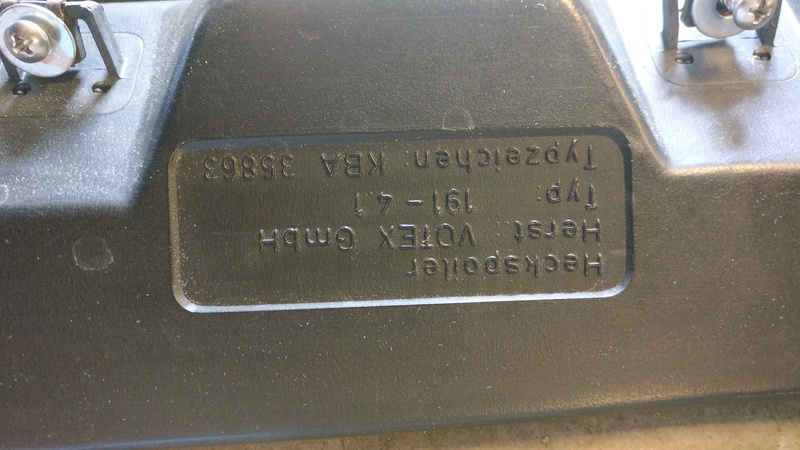 Heckspoiler
Herst.: VOTEX GmbH
Typ: 191-4.1
Typzeichen: KBA 35863